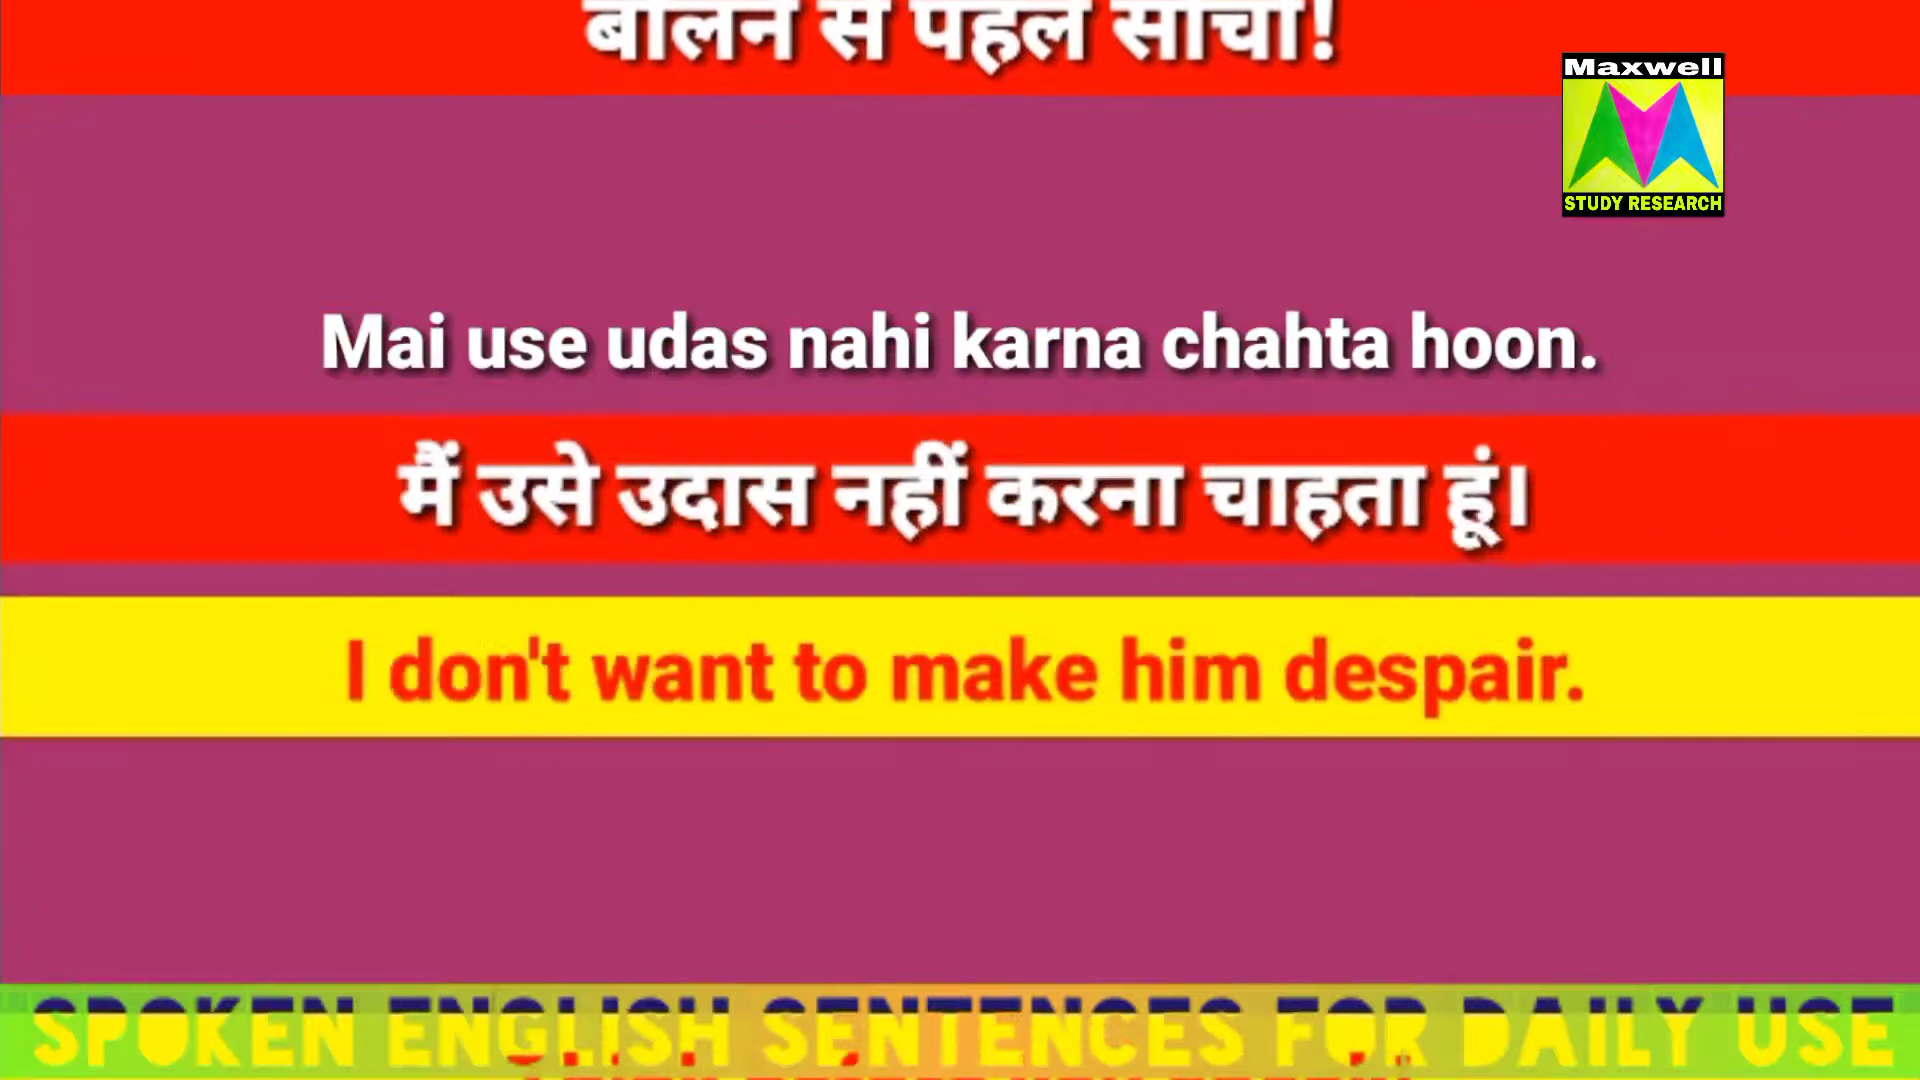 बोलने से पहले सोचो!
Maxwell
STUDY RESEARCH
Mai use udas nahi karna chahta hoon.
मैं उसे उदास नहीं करना चाहता हूं।
I don't want to make him despair.
SPOKEN ENGLISH SENTENCES FOR DAILY USE